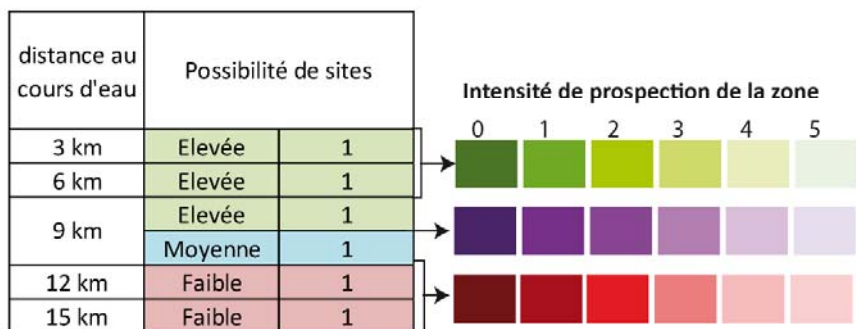 distance au
cours d'eau
Possibilité de sites
Intensité de prospection de la zone
0 1 2 3 4 5
3 km Elevée 1
6 km Elevée 1
9 km Elevée 1
Moyenne 1
12 km Faible 1
15 km Faible 1